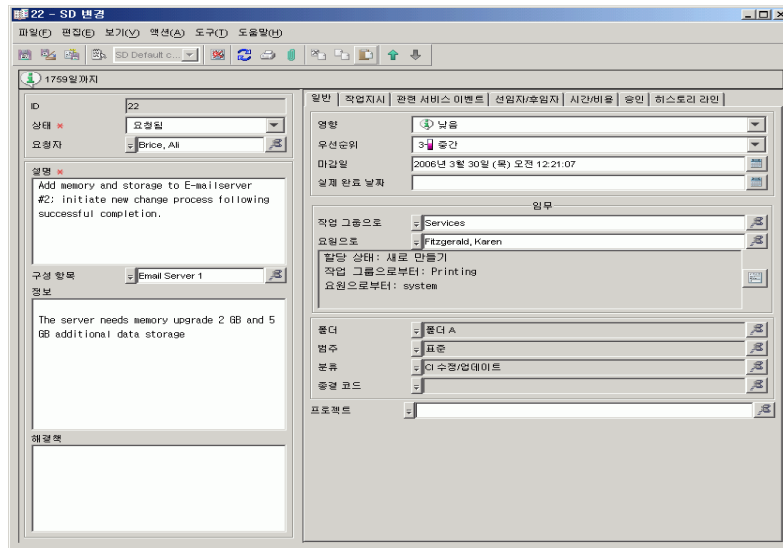 22 - SD 변경
파일(F) 편집(E) 보기(V) 액션(A) 도구(T) 도움말(H)
SD Default c...
1759일까지
ID 22
상태 요청됨
요청자 Brice, Ali
설명
Add memory and storage to E-mailserver
#2; initiate new change process following
successful completion.
구성 항목 Email Server 1
정보
The server needs memory upgrade 2 GB and 5
GB additional data storage
해결책
일반 작업지시 관련 서비스 이벤트 선임자/후임자 시간/비용 승인 히스토리 라인
영향 낮음
우선순위 3- 중간
마감일 2006년 3월 30일 (목) 오전 12:21:07
실제 완료 날짜
임무
작업 그룹으로 Services
요원으로 Fitzgerald, Karen
할당 상태: 새로 만들기
작업 그룹으로부터: Printing
요원으로부터: system
폴더 폴더 A
범주 표준
분류 CI 수정/업데이트
종결 코드
프로젝트